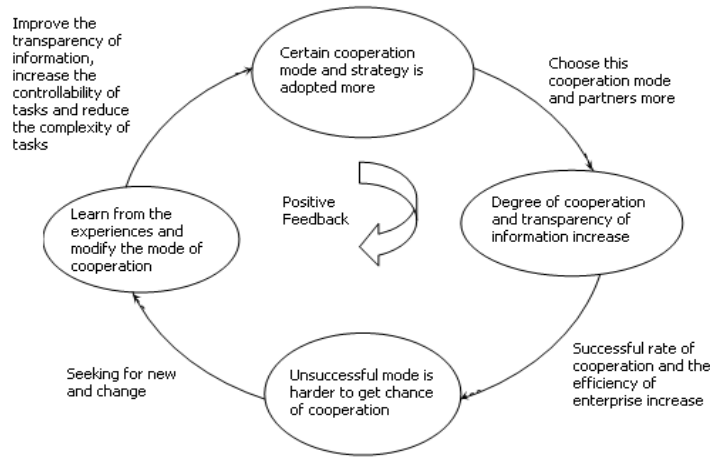 Improve the
transparency of
information,
increase the
controllability of
tasks and reduce
the complexity of
tasks
Certain cooperation
mode and strategy is
adopted more
Choose this
cooperation mode
and partners more
Positive
Feedback
Learn from the
experiences and
modify the mode of
cooperation
Degree of cooperation
and transparency of
information increase
Seeking for new
and change
Unsuccessful mode is
harder to get chance
of cooperation
Successful rate of
cooperation and the
efficiency of
enterprise increase